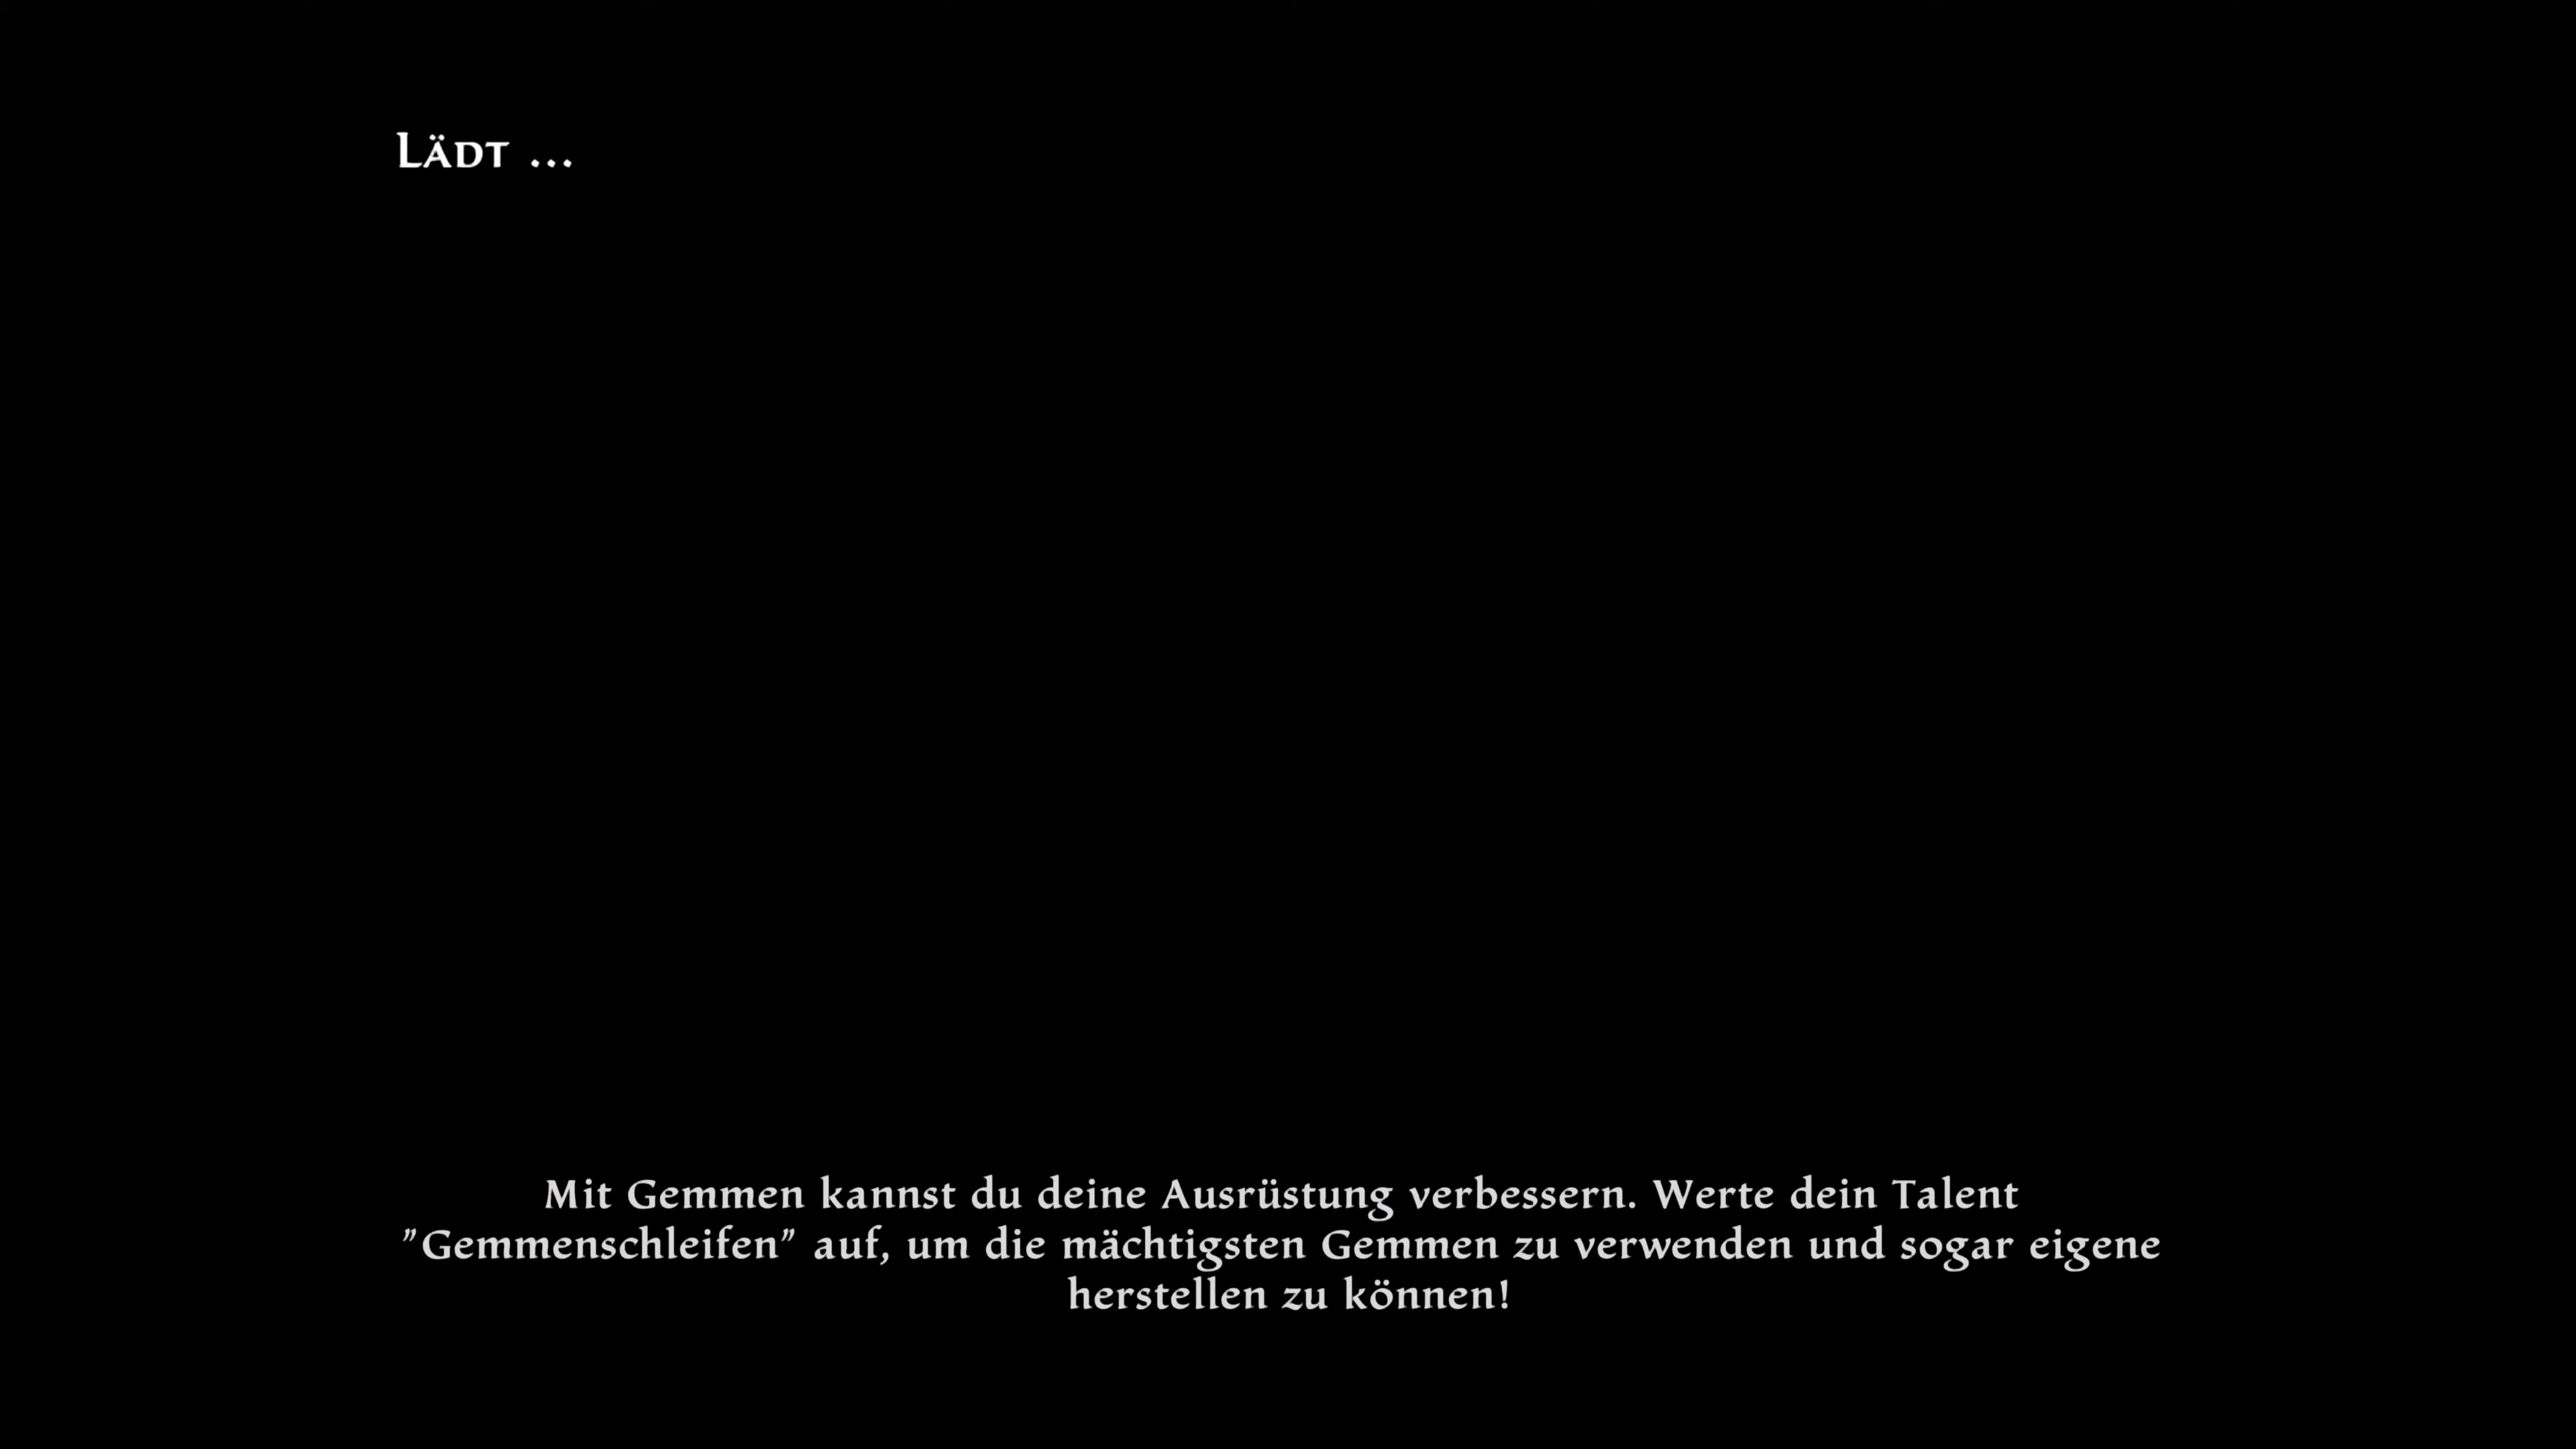 Lädt ...
Mit Gemmen kannst du deine Ausrüstung verbessern. Werte dein Talent
"Gemmenschleifen" auf, um die mächtigsten Gemmen zu verwenden und sogar eigene
herstellen zu können!